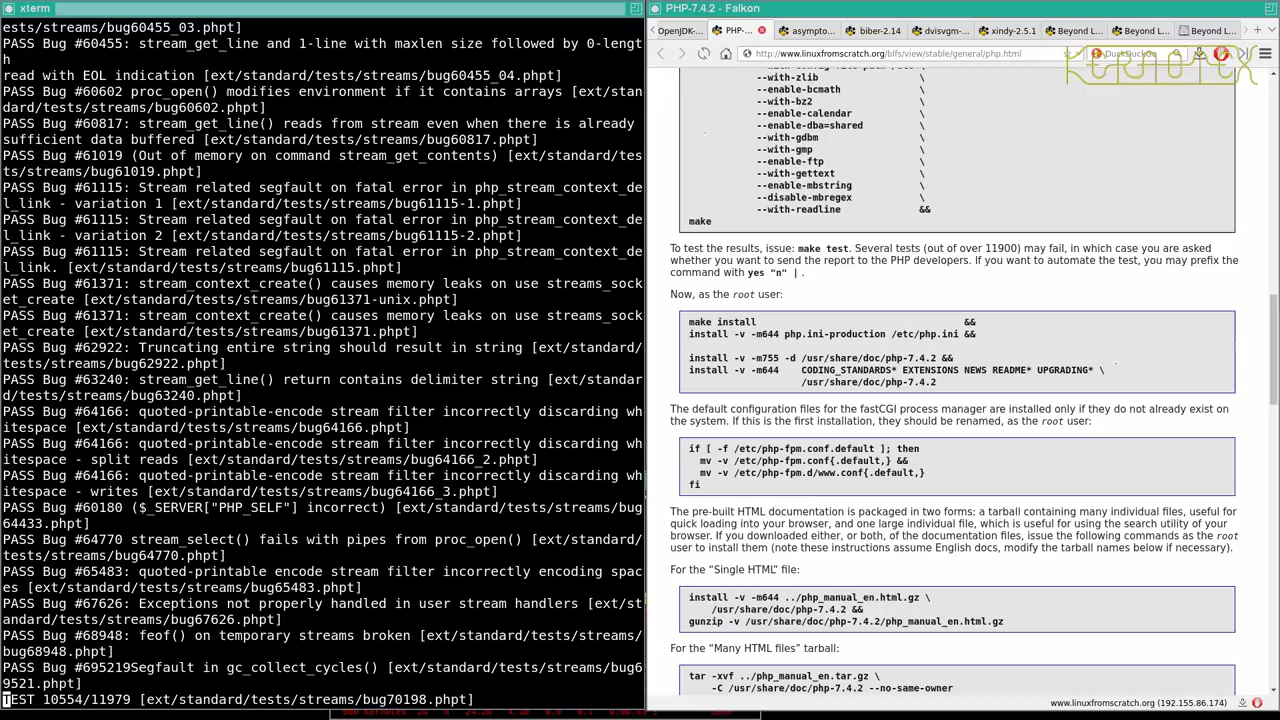 xterm
ests/streams/bug60455_03.phpt]
PASS Bug #60455: stream_get_line and 1-line with maxlen size followed by 0-lengt
h
read with EOL indication [ext/standard/tests/streams/bug60455_04.phpt]
PASS Bug #60602 proc_open() modifies environment if it contains arrays [ext/stan
dard/tests/streams/bug60602.phpt]
PASS Bug #60817: stream_get_line() reads from stream even when there is already
sufficient data buffered [ext/standard/tests/streams/bug60817.phpt]
PASS Bug #61019 (Out of memory on command stream_get_contents) [ext/standard/tes
ts/streams/bug61019.phpt]
PASS Bug #61115: Stream related segfault on fatal error in php_stream_context_de
l_link - variation 1 [ext/standard/tests/streams/bug61115-1.phpt]
PASS Bug #61115: Stream related segfault on fatal error in php_stream_context_de
l_link - variation 2 [ext/standard/tests/streams/bug61115-2.phpt]
PASS Bug #61115: Stream related segfault on fatal error in php_stream_context_de
l_link. [ext/standard/tests/streams/bug61115.phpt]
PASS Bug #61371: stream_context_create() causes memory leaks on use streams_sock
et_create [ext/standard/tests/streams/bug61371-unix.phpt]
PASS Bug #61371: stream_context_create() causes memory leaks on use streams_soc
et_create [ext/standard/tests/streams/bug61371.phpt]
PASS Bug #62922: Truncating entire string should result in string [ext/standard/
tests/streams/bug62922.phpt]
PASS Bug #63240: stream_get_line() return contains delimiter string [ext/standar
d/tests/streams/bug63240.phpt]
PASS Bug #64166: quoted-printable-encode stream filter incorrectly discarding wh
itespace [ext/standard/tests/streams/bug64166.phpt]
PASS Bug #64166: quoted-printable-encode stream filter incorrectly discarding wh
itespace - split reads [ext/standard/tests/streams/bug64166_2.phpt]
PASS Bug #64166: quoted-printable-encode stream filter incorrectly discarding wh
itespace - writes [ext/standard/tests/streams/bug64166_3.phpt]
PASS Bug #60180 ($_SERVER["PHP_SELF"] incorrect) [ext/standard/tests/streams/bug
64433.phpt]
PASS Bug #64770 stream_select() fails with pipes from proc_open() [ext/standard/
tests/streams/bug64770.phpt]
PASS Bug #65483: quoted-printable encode stream filter incorrectly encoding spac
es [ext/standard/tests/streams/bug65483.phpt]
PASS Bug #67626: Exceptions not properly handled in user stream handlers [ext/st
andard/tests/streams/bug67626.phpt]
PASS Bug #68948: feof() on temporary streams broken [ext/standard/tests/streams/
bug68948.phpt]
PASS Bug #695219Segfault in gc_collect_cycles() [ext/standard/tests/streams/bug6
9521.phpt]
TEST 10554/11979 [ext/standard/tests/streams/bug70198.phpt]
PHP-7.4.2 - Falkon
OpenJDK-... PHP-... asympto... biber-2.14 dvisvgm-... xindy-2.5.1 Beyond L... Beyond L... Beyond L
http://www.linuxfromscratch.org/blfs/view/stable/general/php.html DuckDuckGo
KERNOTEX
--with-zlib \
--enable-bcmath \
--with-bz2 \
--enable-calendar \
--enable-dba=shared \
--with-gdbm \
--with-gmp \
--enable-ftp \
--with-gettext \
--enable-mbstring \
--disable-mbregex \
--with-readline &&
make
To test the results, issue: make test. Several tests (out of over 11900) may fail, in which case you are asked
whether you want to send the report to the PHP developers. If you want to automate the test, you may prefix the
command with yes "n" | .
Now, as the root user:
make install &&
install -v -m644 php.ini-production /etc/php.ini &&
install -v -m755 -d /usr/share/doc/php-7.4.2 &&
install -v -m644 CODING_STANDARDS* EXTENSIONS NEWS README* UPGRADING* \
/usr/share/doc/php-7.4.2
The default configuration files for the fastCGI process manager are installed only if they do not already exist on
the system. If this is the first installation, they should be renamed, as the root user:
if [ -f /etc/php-fpm.conf.default ]; then
mv -v /etc/php-fpm.conf{.default,} &&
mv -v /etc/php-fpm.d/www.conf{.default,}
fi
The pre-built HTML documentation is packaged in two forms: a tarball containing many individual files, useful for
quick loading into your browser, and one large individual file, which is useful for using the search utility of your
browser. If you downloaded either, or both, of the documentation files, issue the following commands as the root
user to install them (note these instructions assume English docs, modify the tarball names below if necessary).
For the “Single HTML” file:
install -v -m644 ../php_manual_en.html.gz \
/usr/share/doc/php-7.4.2 &&
gunzip -v /usr/share/doc/php-7.4.2/php_manual_en.html.gz
For the “Many HTML files” tarball:
tar -xvf ../php_manual_en.tar.gz \
-C /usr/share/doc/php-7.4.2 --no-same-owner
www.linuxfromscratch.org (192.155.86.174)